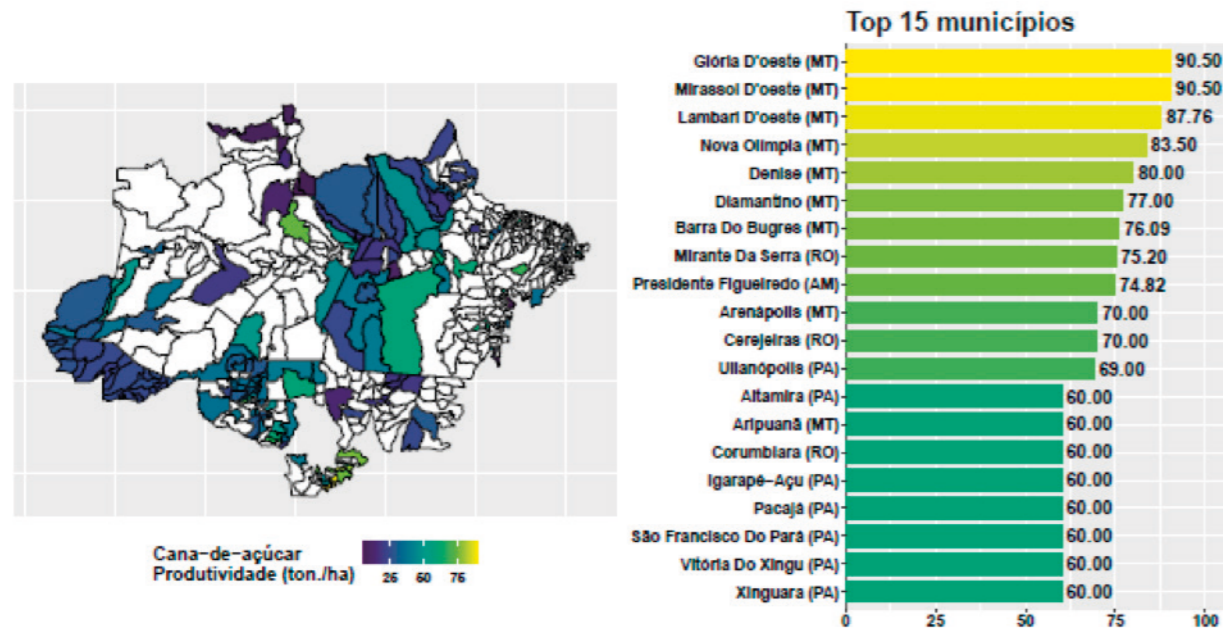 Top 15 municípios
Glória D'oeste (MT) 90.50
Mirassol D'oeste (MT) 90.50
Lambari D'oeste (MT) 87.76
Nova Olímpia (MT) 83.50
Denise (MT) 80.00
Diamantino (MT) 77.00
Barra Do Bugres (MT) 76.09
Mirante Da Serra (RO) 75.20
Presidente Figueiredo (AM) 74.82
Arenápolis (MT) 70.00
Cerejeiras (RO) 70.00
Ulianópolis (PA) 69.00
Altamira (PA) 60.00
Aripuanã (MT) 60.00
Corumbiara (RO) 60.00
Igarapé-Açu (PA) 60.00
Pacajá (PA) 60.00
São Francisco Do Pará (PA) 60.00
Vitória Do Xingu (PA) 60.00
Xinguara (PA) 60.00
0 25 50 75 100
Cana-de-açúcar
Produtividade (ton./ha)
25 50 75